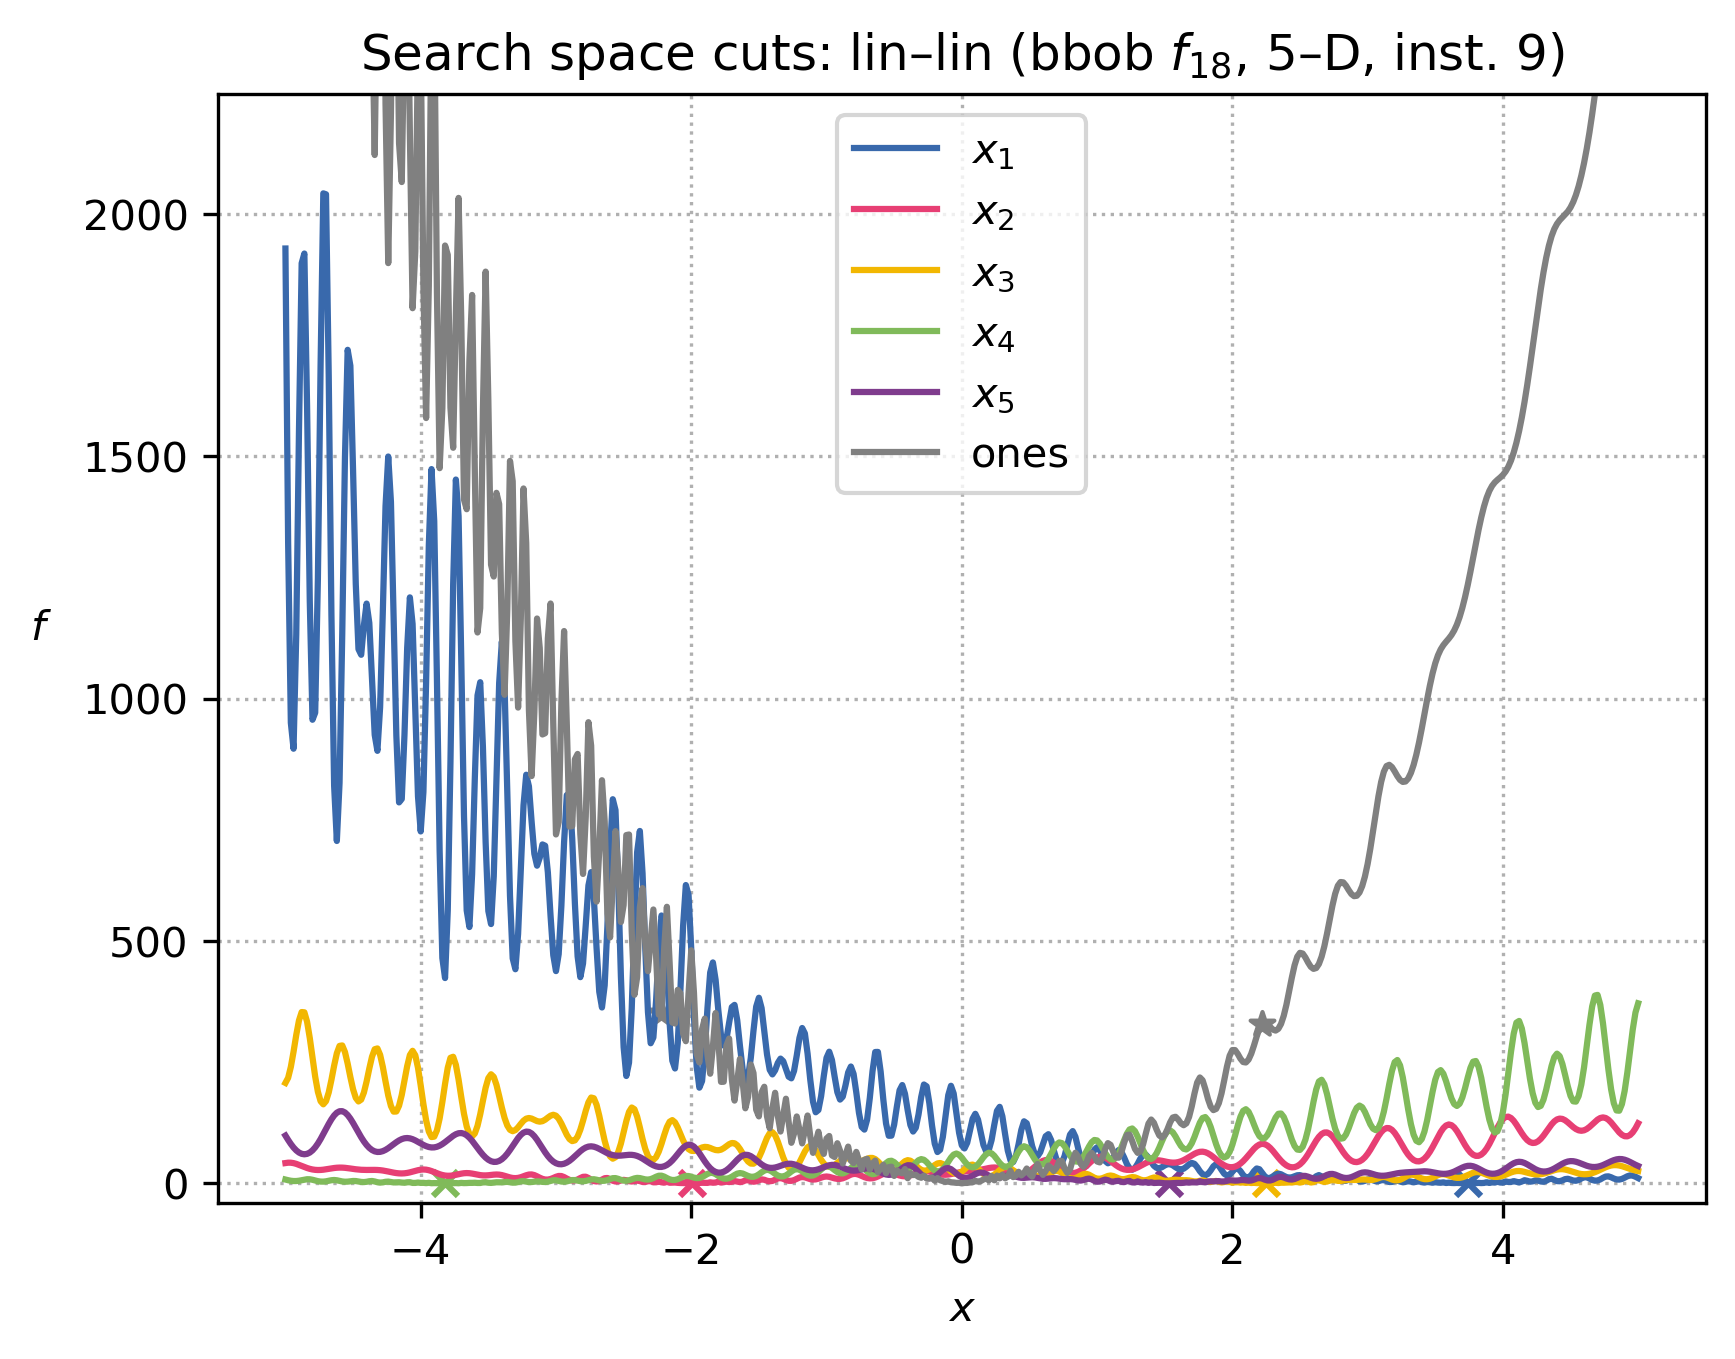 Search space cuts: lin–lin (bbob f₁₈, 5–D, inst. 9)
x₁
x₂
x₃
x₄
x₅
ones
2000
1500
1000
500
0
f
−4 −2 0 2 4
x